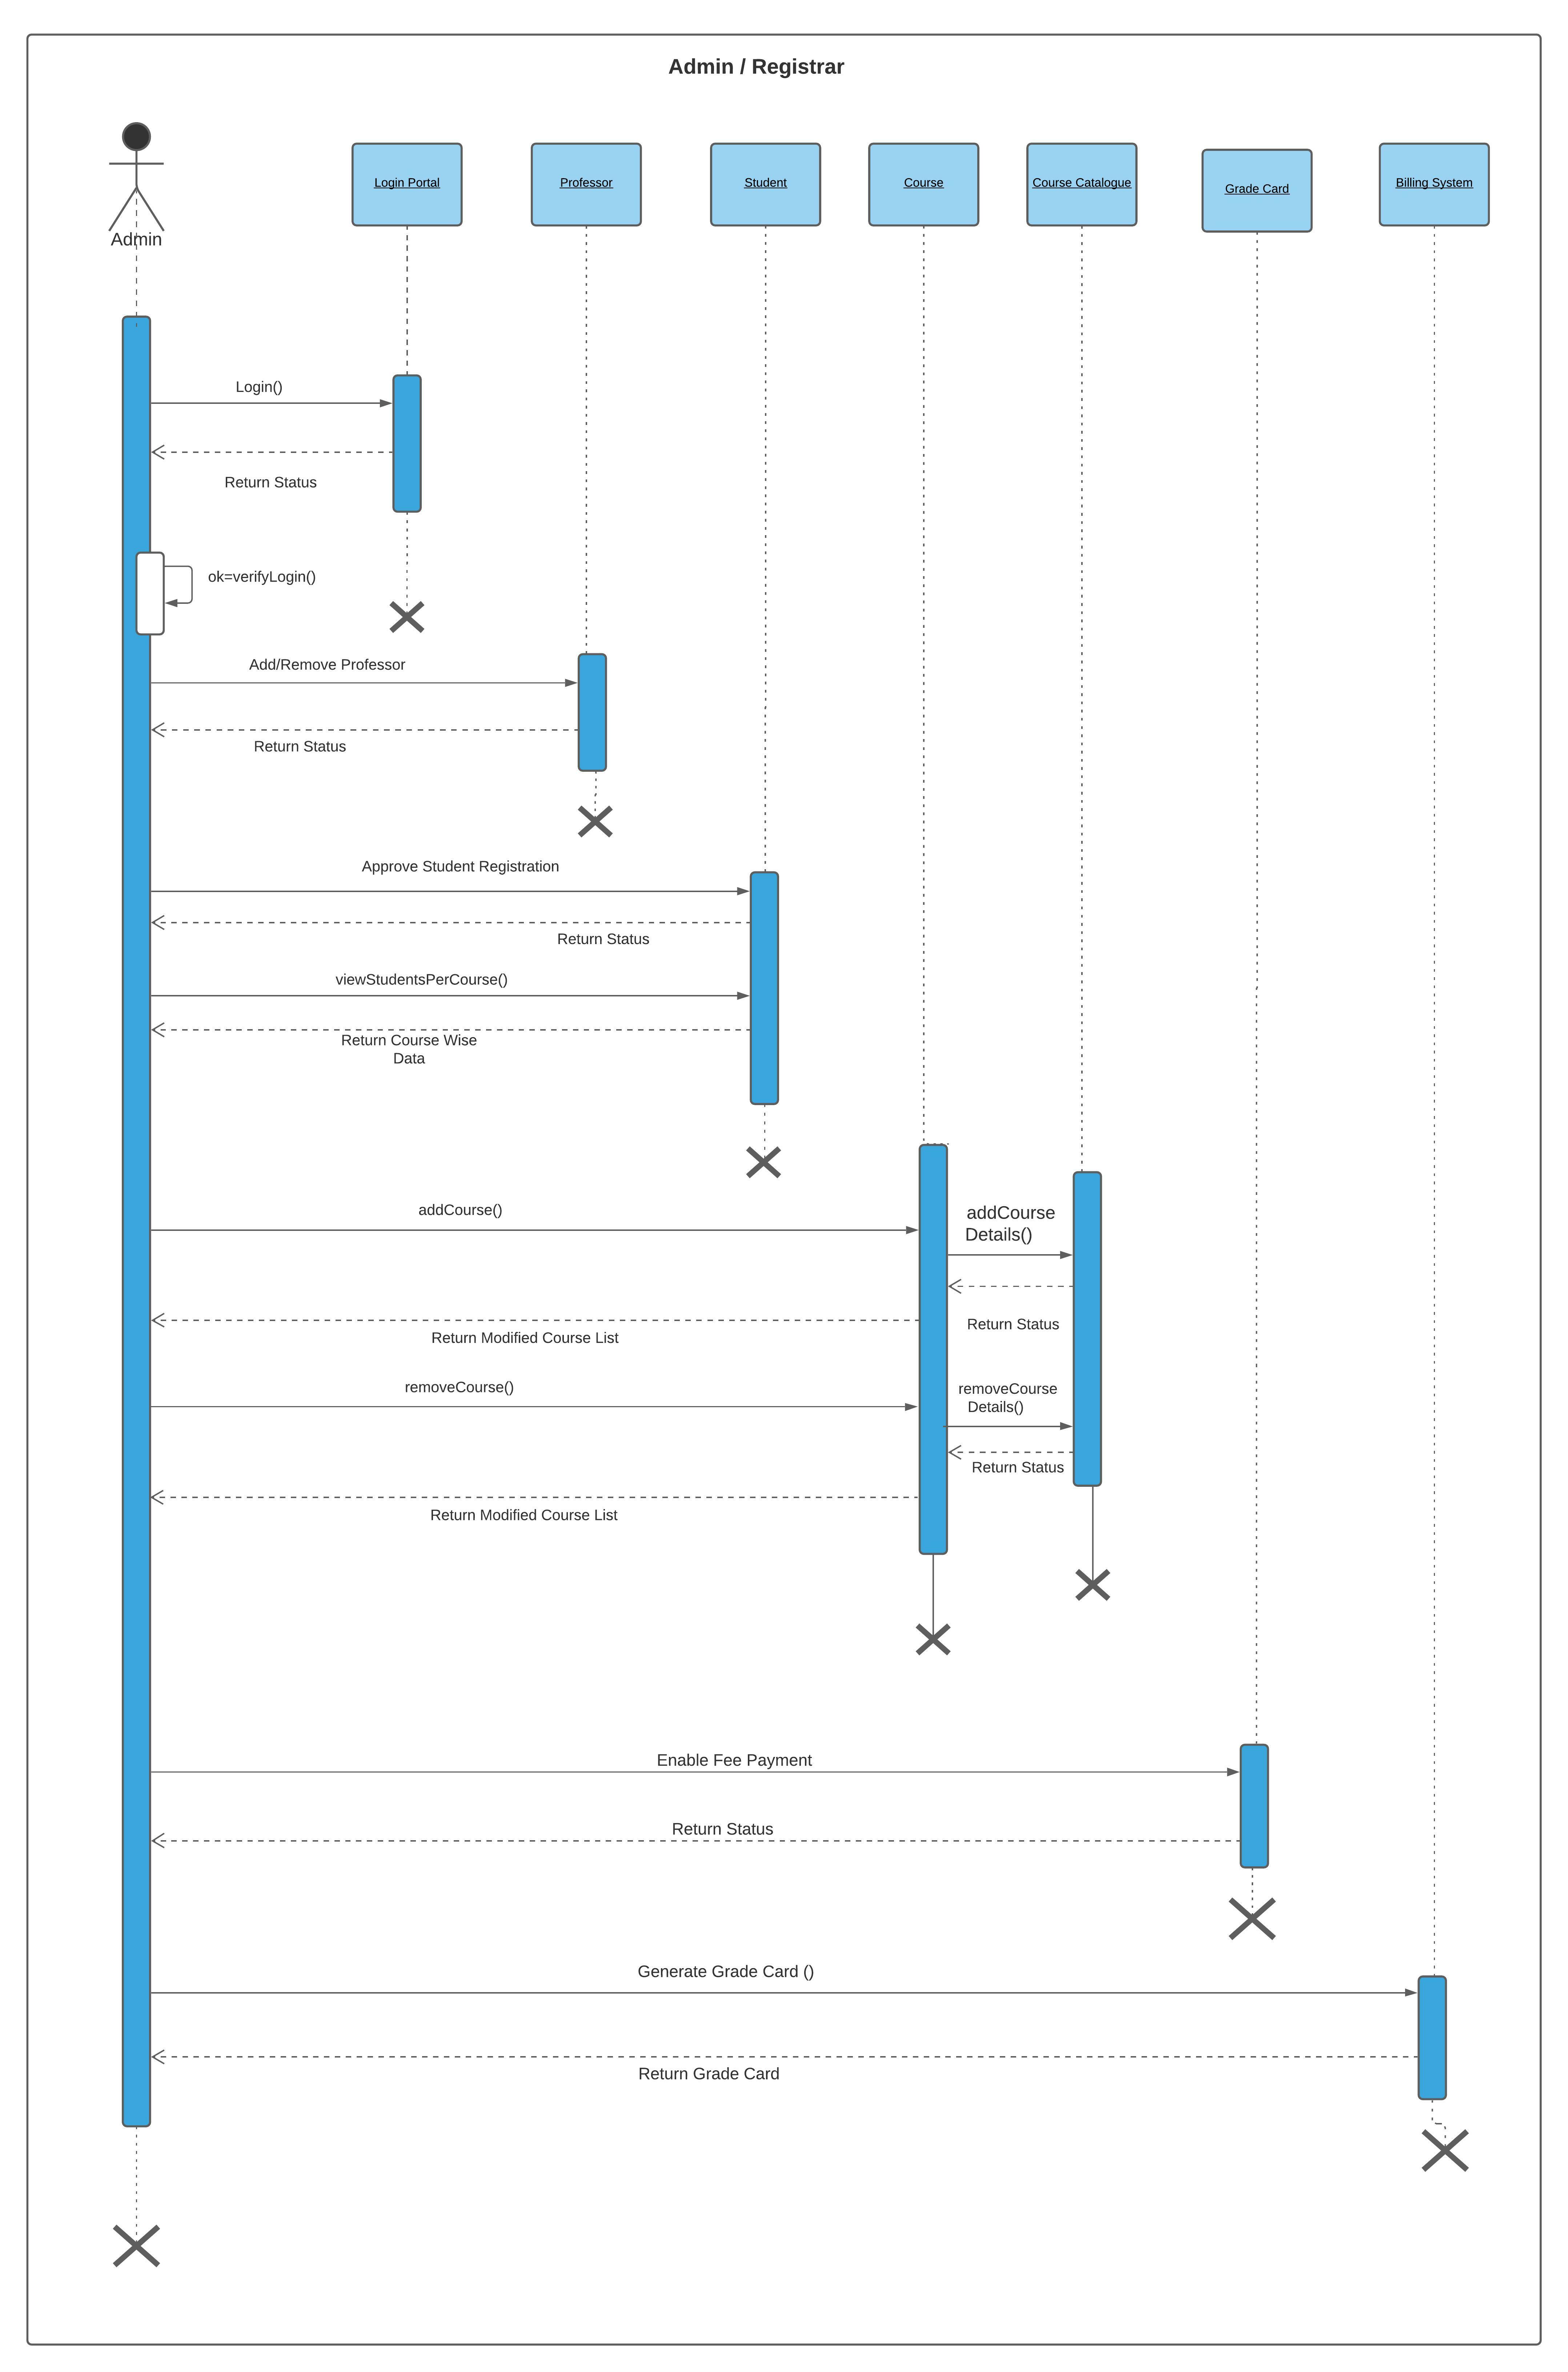 Admin / Registrar
Login Portal
Professor
Student
Course
Course Catalogue
Grade Card
Billing System
Admin
Login()
Return Status
ok=verifyLogin()
Add/Remove Professor
Return Status
Approve Student Registration
Return Status
viewStudentsPerCourse()
Return Course Wise
Data
addCourse()
addCourse
Details()
Return Status
Return Modified Course List
removeCourse()
removeCourse
Details()
Return Status
Return Modified Course List
Enable Fee Payment
Return Status
Generate Grade Card ()
Return Grade Card